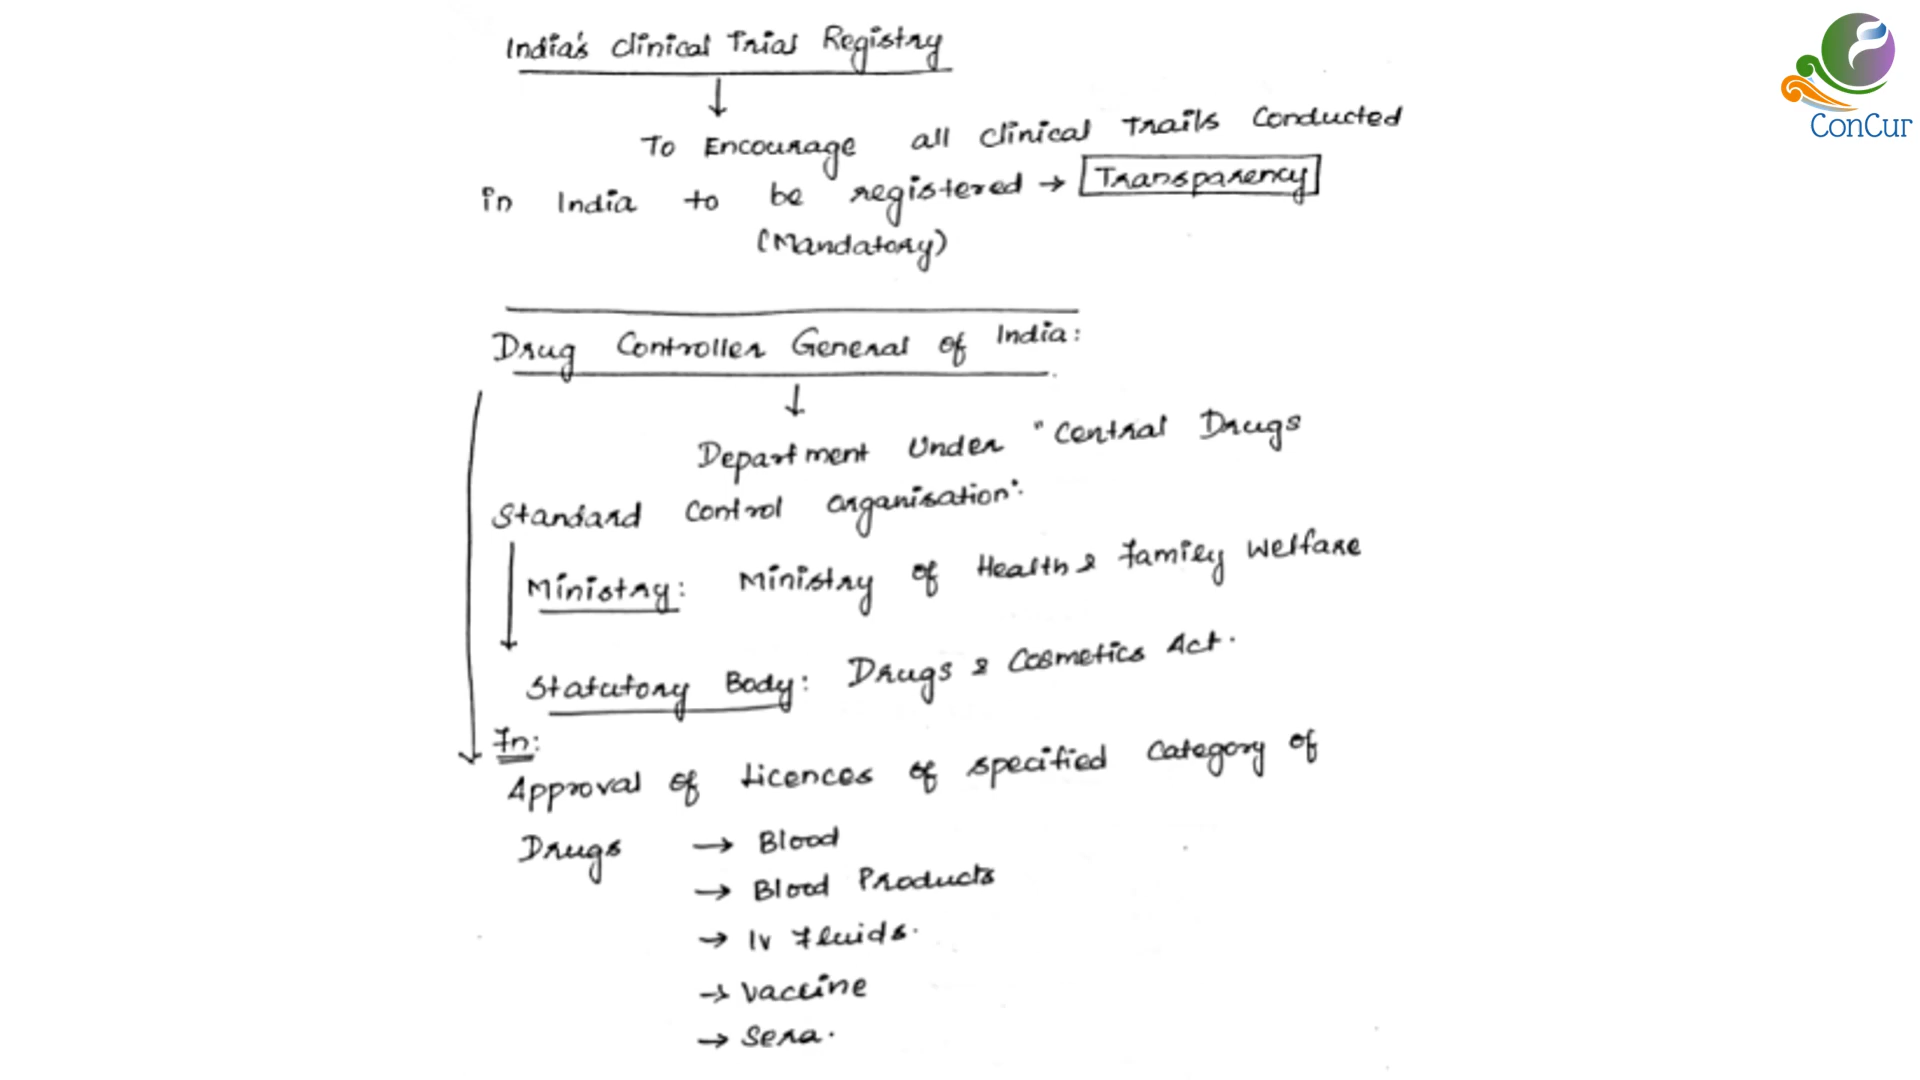 India's Clinical Trial Registry
↓
To Encourage all Clinical Trails Conducted
in India to be registered → Transparency
(Mandatory)
Drug Controller General of India:
↓
Department Under "Central Drugs
Standard Control Organisation".
Ministry: Ministry of Health & Family Welfare
Statutory Body: Drugs & Cosmetics Act.
Fn:
Approval of Licences of specified Category of
Drugs → Blood
→ Blood Products
→ IV Fluids.
→ Vaccine
→ Sera.
ConCur